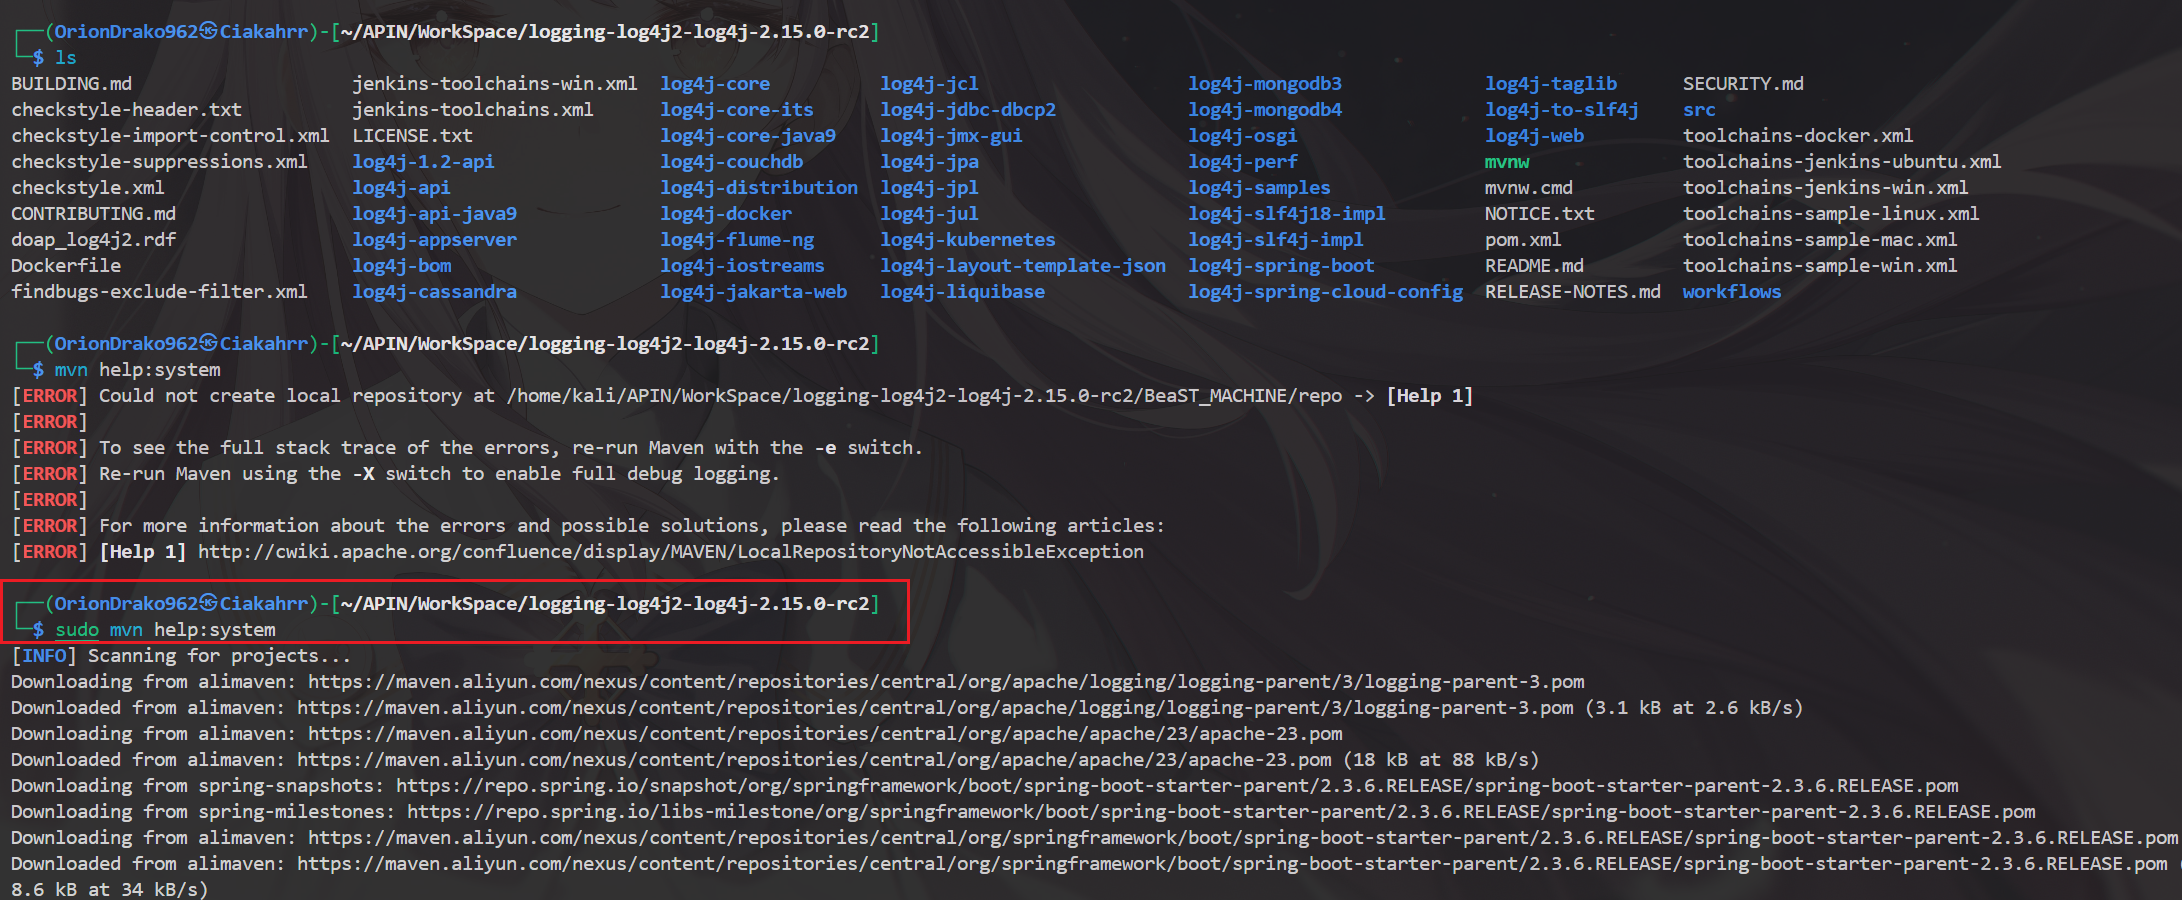 ┌──(OrionDrako962㉿Ciakahrr)-[~/APIN/WorkSpace/logging-log4j2-log4j-2.15.0-rc2]
└─$ ls
BUILDING.md jenkins-toolchains-win.xml log4j-core log4j-jcl log4j-mongodb3 log4j-taglib SECURITY.md
checkstyle-header.txt jenkins-toolchains.xml log4j-core-its log4j-jdbc-dbcp2 log4j-mongodb4 log4j-to-slf4j src
checkstyle-import-control.xml LICENSE.txt log4j-core-java9 log4j-jmx-gui log4j-osgi log4j-web toolchains-docker.xml
checkstyle-suppressions.xml log4j-1.2-api log4j-couchdb log4j-jpa log4j-perf mvnw toolchains-jenkins-ubuntu.xml
checkstyle.xml log4j-api log4j-distribution log4j-jpl log4j-samples mvnw.cmd toolchains-jenkins-win.xml
CONTRIBUTING.md log4j-api-java9 log4j-docker log4j-jul log4j-slf4j18-impl NOTICE.txt toolchains-sample-linux.xml
doap_log4j2.rdf log4j-appserver log4j-flume-ng log4j-kubernetes log4j-slf4j-impl pom.xml toolchains-sample-mac.xml
Dockerfile log4j-bom log4j-iostreams log4j-layout-template-json log4j-spring-boot README.md toolchains-sample-win.xml
findbugs-exclude-filter.xml log4j-cassandra log4j-jakarta-web log4j-liquibase log4j-spring-cloud-config RELEASE-NOTES.md workflows
┌──(OrionDrako962㉿Ciakahrr)-[~/APIN/WorkSpace/logging-log4j2-log4j-2.15.0-rc2]
└─$ mvn help:system
[ERROR] Could not create local repository at /home/kali/APIN/WorkSpace/logging-log4j2-log4j-2.15.0-rc2/BeaST_MACHINE/repo -> [Help 1]
[ERROR]
[ERROR] To see the full stack trace of the errors, re-run Maven with the -e switch.
[ERROR] Re-run Maven using the -X switch to enable full debug logging.
[ERROR]
[ERROR] For more information about the errors and possible solutions, please read the following articles:
[ERROR] [Help 1] http://cwiki.apache.org/confluence/display/MAVEN/LocalRepositoryNotAccessibleException
┌──(OrionDrako962㉿Ciakahrr)-[~/APIN/WorkSpace/logging-log4j2-log4j-2.15.0-rc2]
└─$ sudo mvn help:system
[INFO] Scanning for projects...
Downloading from alimaven: https://maven.aliyun.com/nexus/content/repositories/central/org/apache/logging/logging-parent/3/logging-parent-3.pom
Downloaded from alimaven: https://maven.aliyun.com/nexus/content/repositories/central/org/apache/logging/logging-parent/3/logging-parent-3.pom (3.1 kB at 2.6 kB/s)
Downloading from alimaven: https://maven.aliyun.com/nexus/content/repositories/central/org/apache/apache/23/apache-23.pom
Downloaded from alimaven: https://maven.aliyun.com/nexus/content/repositories/central/org/apache/apache/23/apache-23.pom (18 kB at 88 kB/s)
Downloading from spring-snapshots: https://repo.spring.io/snapshot/org/springframework/boot/spring-boot-starter-parent/2.3.6.RELEASE/spring-boot-starter-parent-2.3.6.RELEASE.pom
Downloading from spring-milestones: https://repo.spring.io/libs-milestone/org/springframework/boot/spring-boot-starter-parent/2.3.6.RELEASE/spring-boot-starter-parent-2.3.6.RELEASE.pom
Downloading from alimaven: https://maven.aliyun.com/nexus/content/repositories/central/org/springframework/boot/spring-boot-starter-parent/2.3.6.RELEASE/spring-boot-starter-parent-2.3.6.RELEASE.pom
Downloaded from alimaven: https://maven.aliyun.com/nexus/content/repositories/central/org/springframework/boot/spring-boot-starter-parent/2.3.6.RELEASE/spring-boot-starter-parent-2.3.6.RELEASE.pom (
8.6 kB at 34 kB/s)